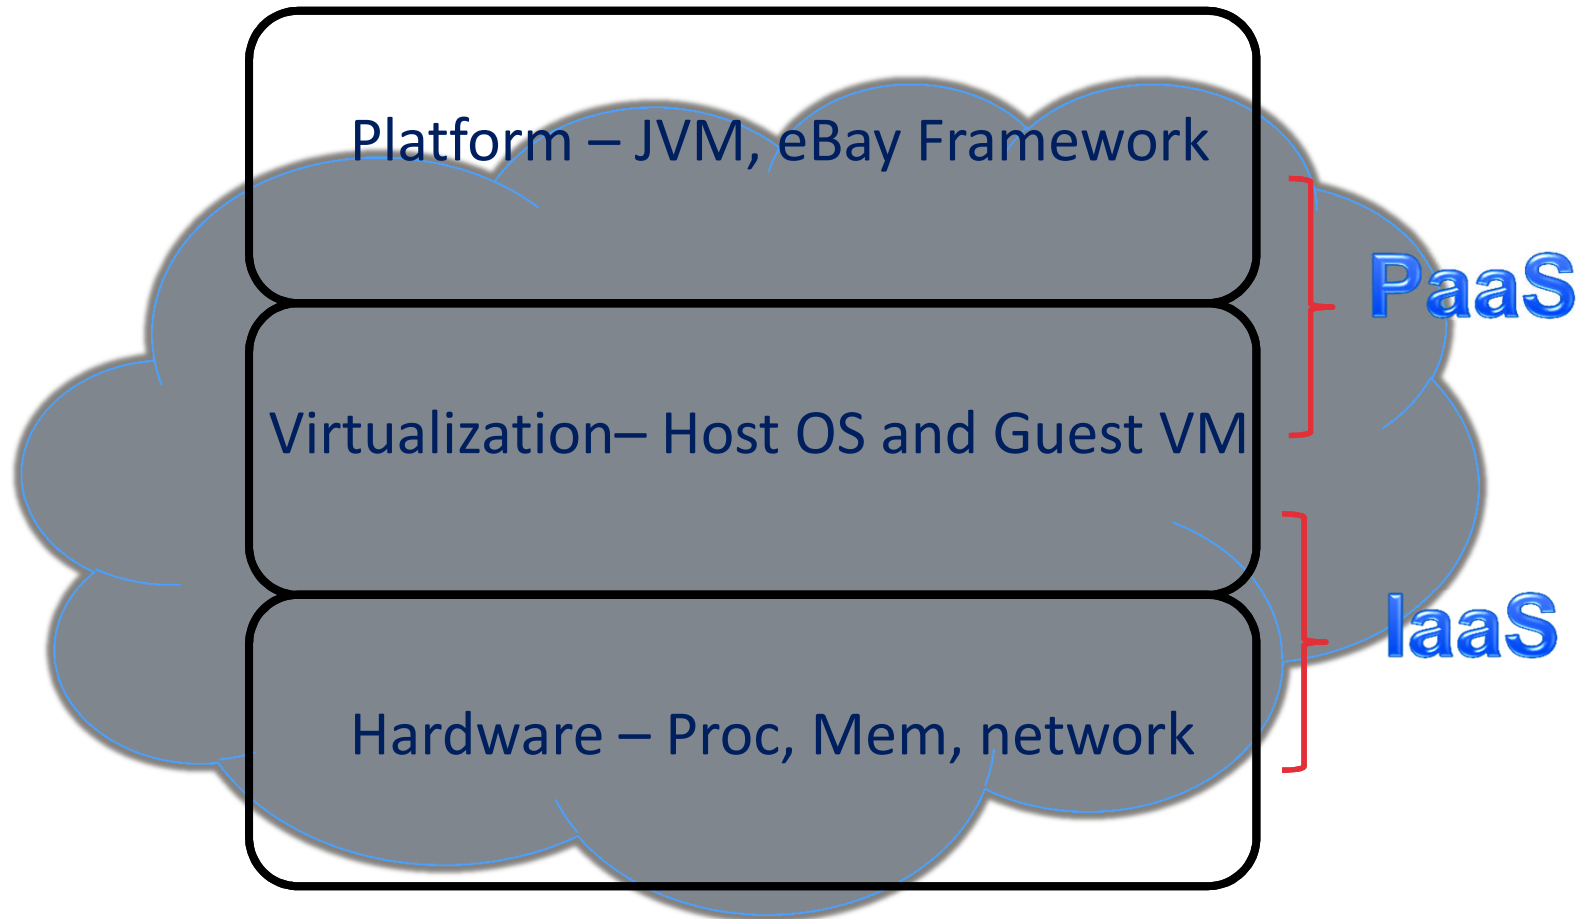 Platform – JVM, eBay Framework
PaaS
Virtualization– Host OS and Guest VM
IaaS
Hardware – Proc, Mem, network